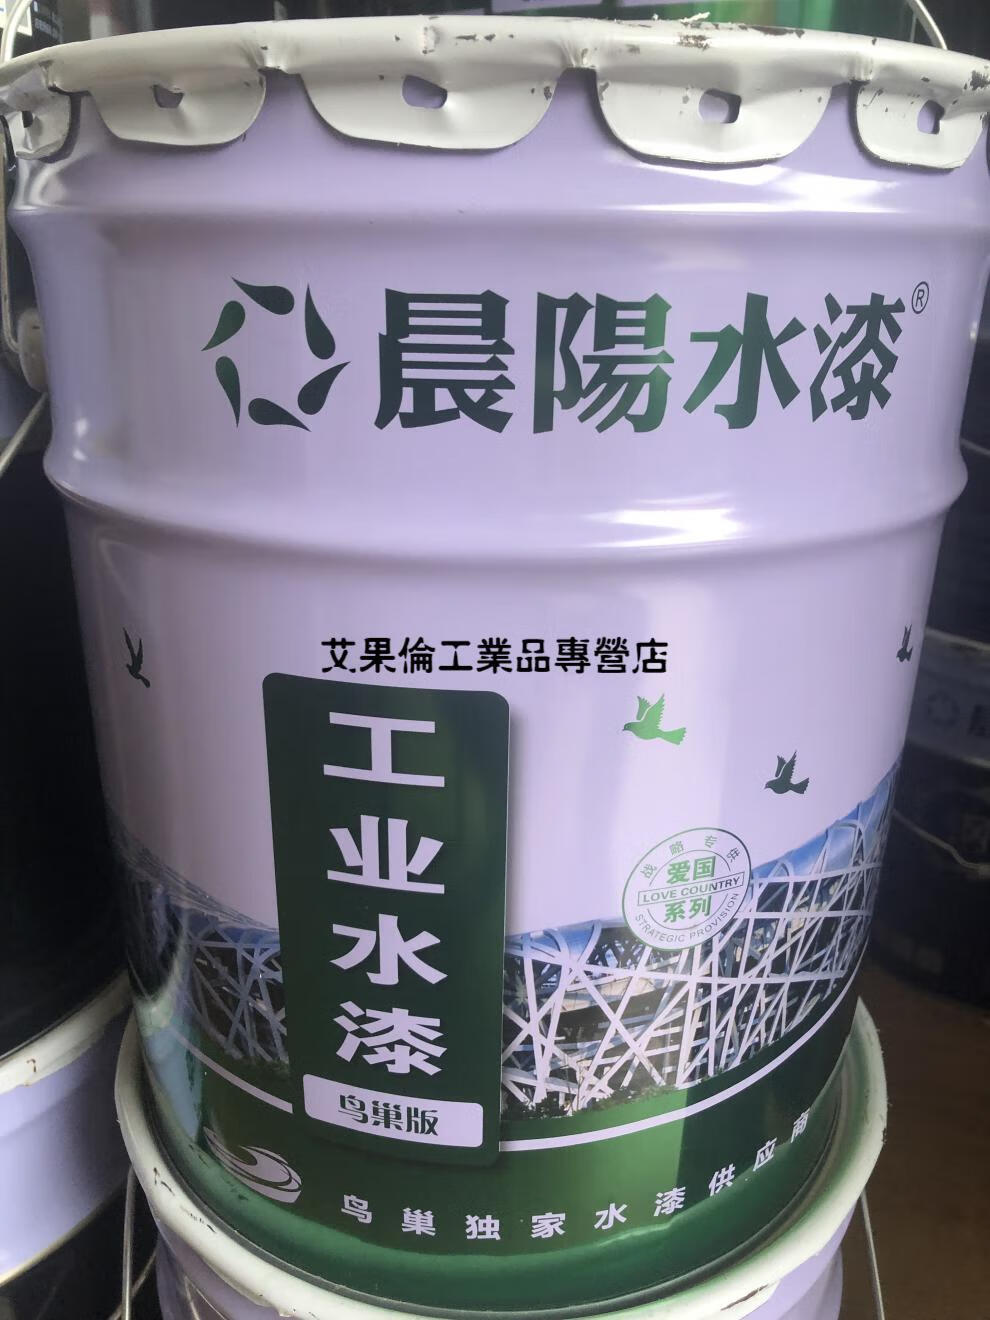 晨陽水漆®
艾果倫工業品專營店
工业水漆
鸟巢版
战略专供
爱国
LOVE COUNTRY
系列
STRATEGIC PROVISION
鸟巢独家水漆供应商